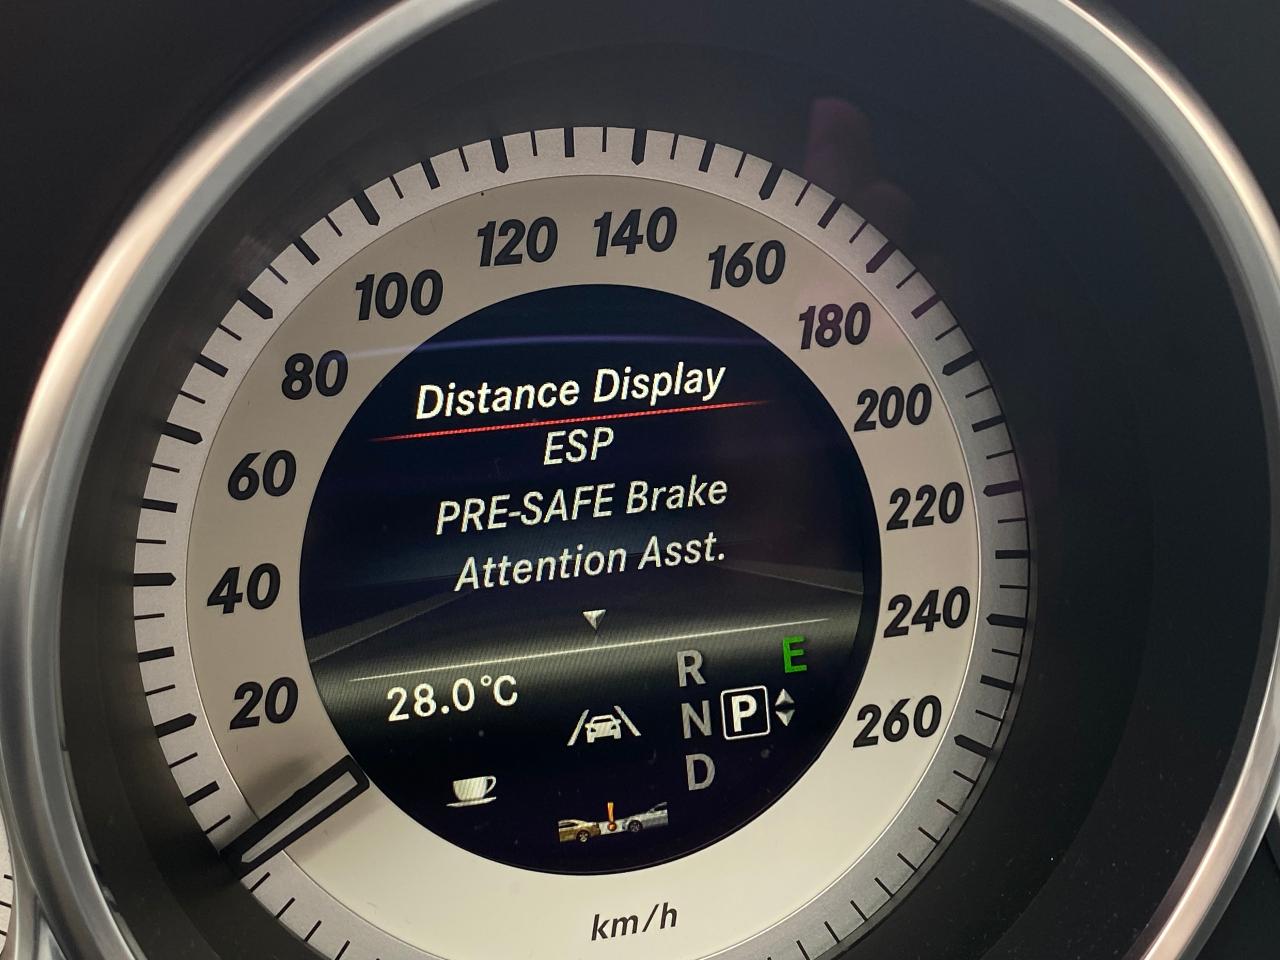 120 140
100 160
80 180
60 200
40 220
20 240
260
Distance Display
ESP
PRE-SAFE Brake
Attention Asst.
28.0°C
R E
N P
D
km/h